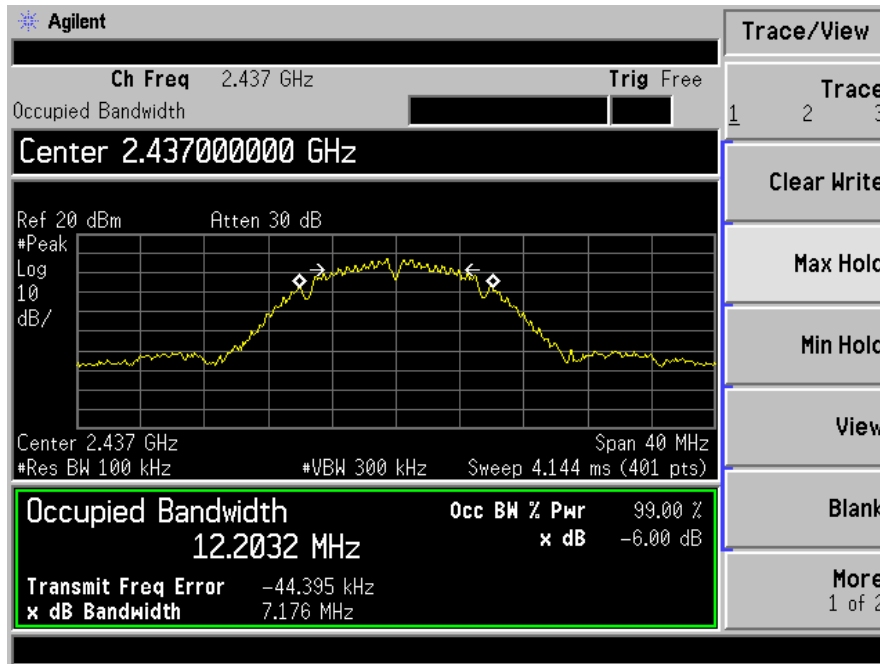 Agilent
Ch Freq 2.437 GHz Trig Free
Occupied Bandwidth
Center 2.437000000 GHz
Ref 20 dBm Atten 30 dB
#Peak
Log
10
dB/
Center 2.437 GHz Span 40 MHz
#Res BW 100 kHz #VBW 300 kHz Sweep 4.144 ms (401 pts)
Occupied Bandwidth
12.2032 MHz
Occ BW % Pwr 99.00 %
x dB -6.00 dB
Transmit Freq Error -44.395 kHz
x dB Bandwidth 7.176 MHz
Trace/View
Trace
1 2 3
Clear Write
Max Hold
Min Hold
View
Blank
More
1 of 2